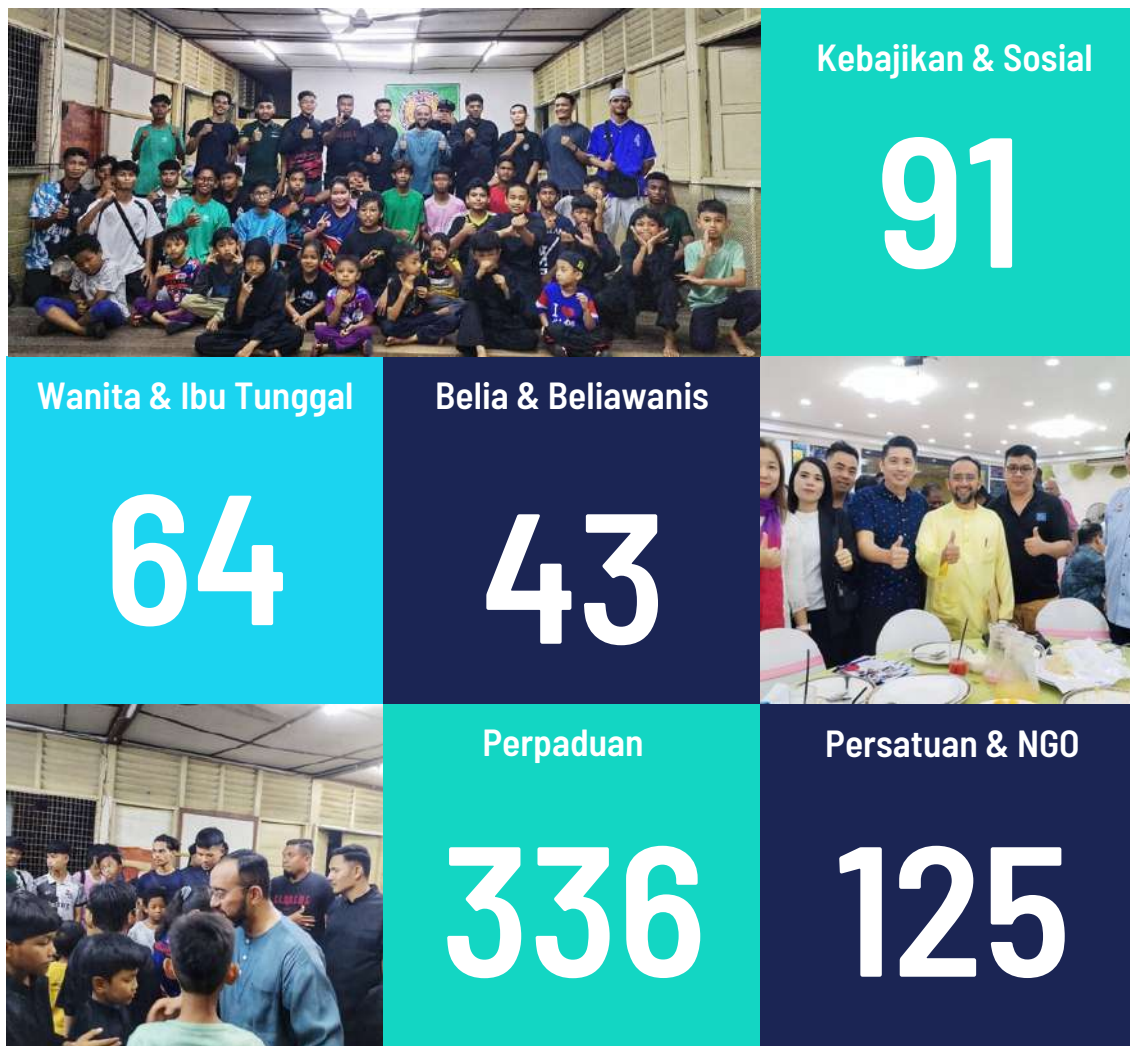 Kebajikan & Sosial
91
Wanita & Ibu Tunggal
64
Belia & Beliawanis
43
Perpaduan
336
Persatuan & NGO
125